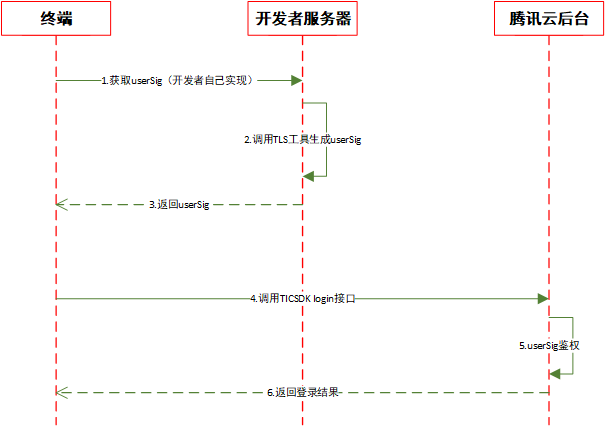 终端
开发者服务器
腾讯云后台
1.获取userSig（开发者自己实现）
2.调用TLS工具生成userSig
3.返回userSig
4.调用TICSDK login接口
5.userSig鉴权
6.返回登录结果